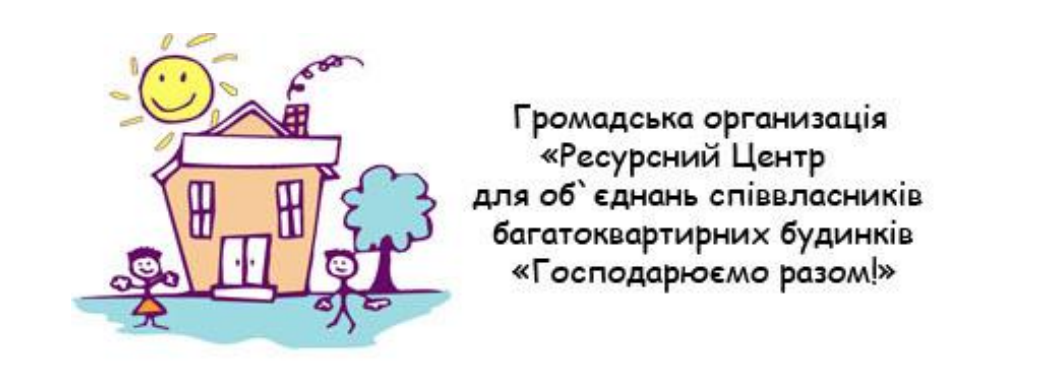 Громадська организація
«Ресурсний Центр
для об`єднань співвласників
багатоквартирних будинків
«Господарюємо разом!»